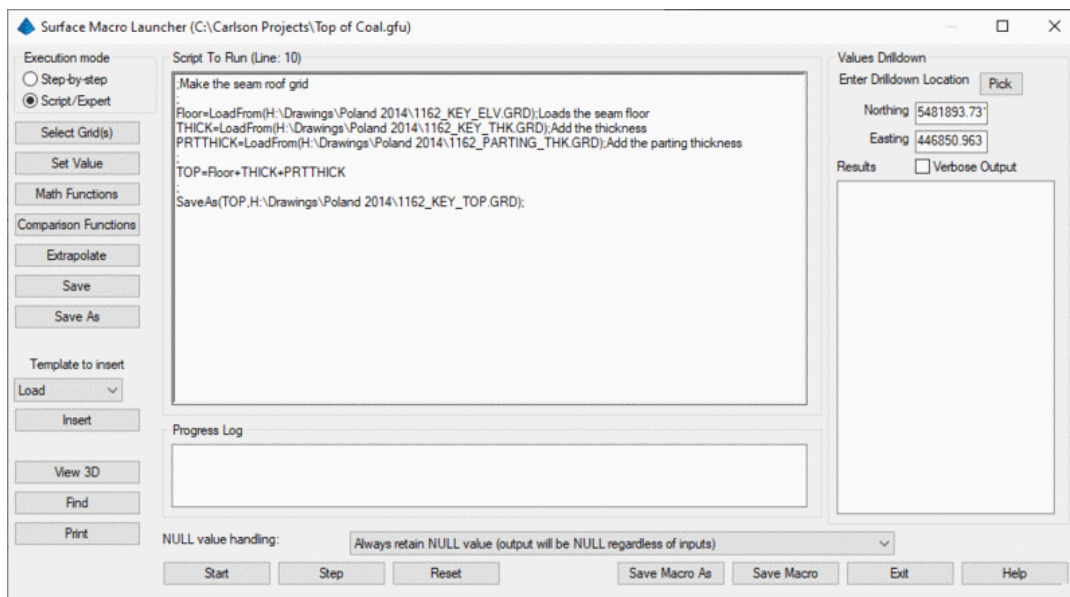 Surface Macro Launcher (C:\Carlson Projects\Top of Coal.gfu)
Execution mode
Step-by-step
Script/Expert
Select Grid(s)
Set Value
Math Functions
Comparison Functions
Extrapolate
Save
Save As
Template to insert
Load
Insert
View 3D
Find
Print
Script To Run (Line: 10)
;Make the seam roof grid
;
Floor=LoadFrom(H:\Drawings\Poland 2014\1162_KEY_ELV.GRD);Loads the seam floor
THICK=LoadFrom(H:\Drawings\Poland 2014\1162_KEY_THK.GRD);Add the thickness
PRTTHICK=LoadFrom(H:\Drawings\Poland 2014\1162_PARTING_THK.GRD);Add the parting thickness
;
TOP=Floor+THICK+PRTTHICK
;
SaveAs(TOP,H:\Drawings\Poland 2014\1162_KEY_TOP.GRD);
Progress Log
Values Drilldown
Enter Drilldown Location Pick
Northing 5481893.73
Easting 446850.963
Results Verbose Output
NULL value handling: Always retain NULL value (output will be NULL regardless of inputs)
Start Step Reset Save Macro As Save Macro Exit Help